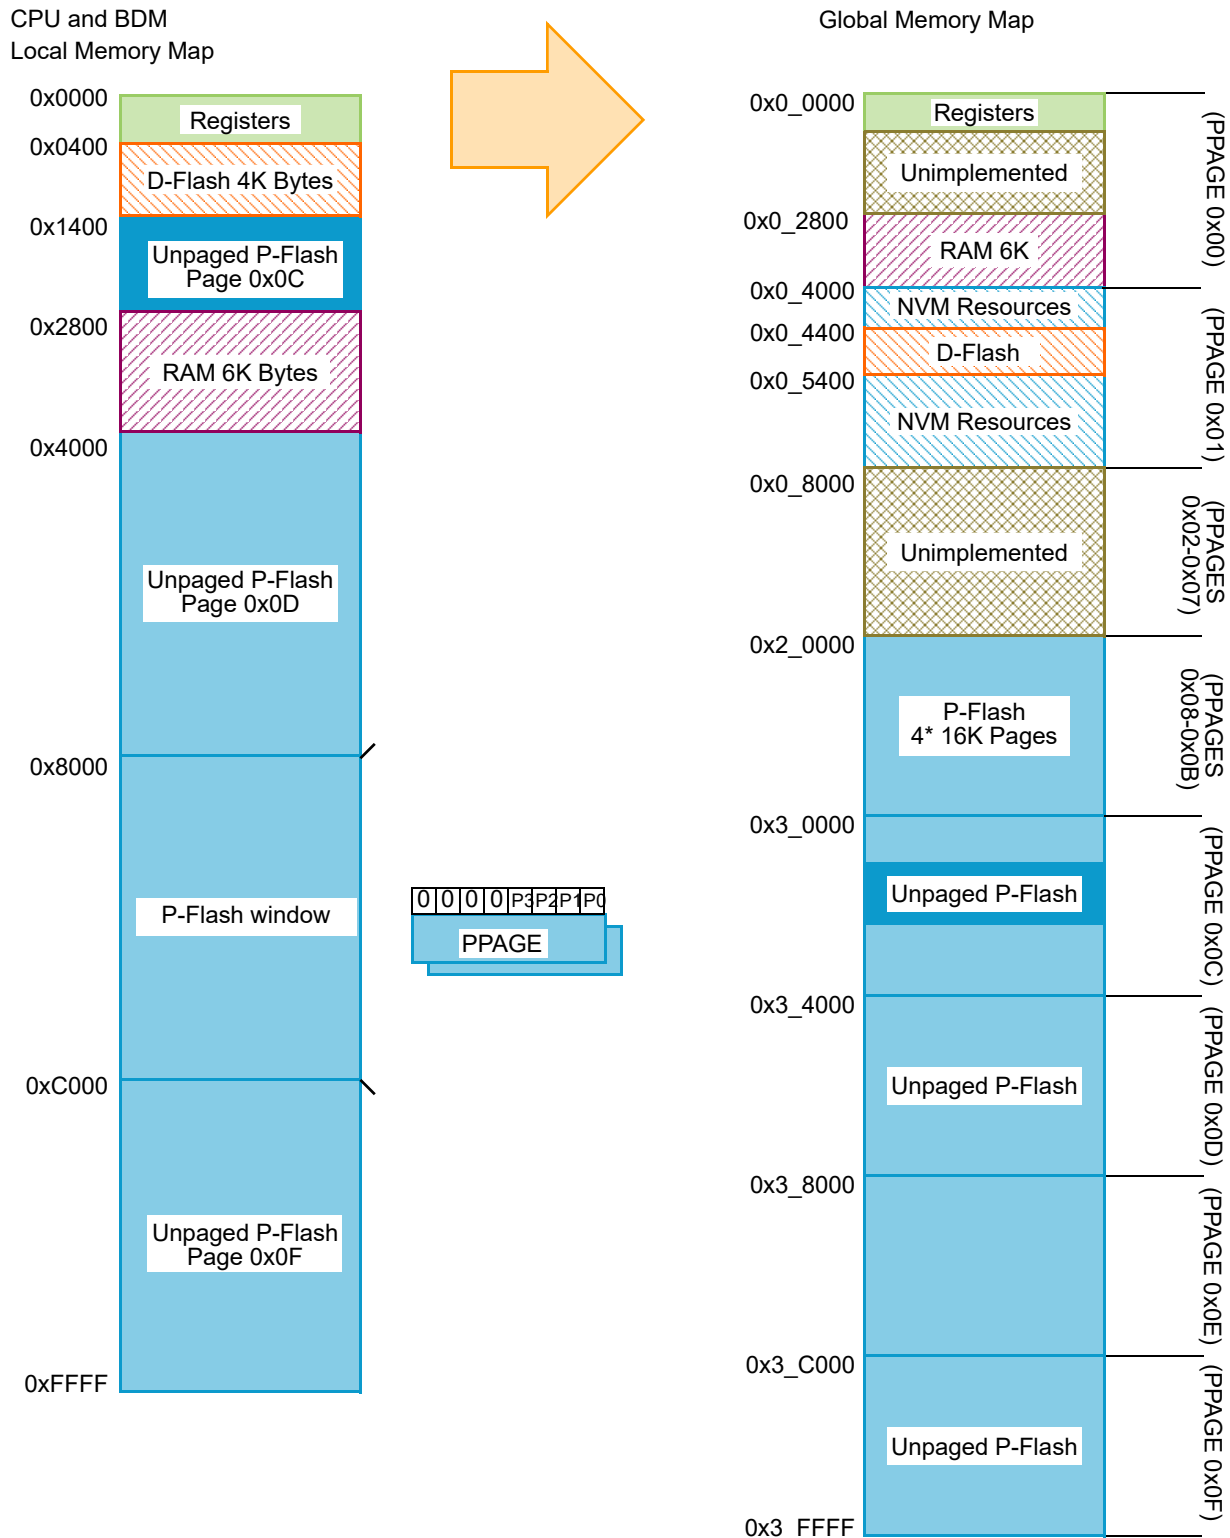 CPU and BDM
Local Memory Map
0x0000
Registers
0x0400
D-Flash 4K Bytes
0x1400
Unpaged P-Flash
Page 0x0C
0x2800
RAM 6K Bytes
0x4000
Unpaged P-Flash
Page 0x0D
0x8000
P-Flash window
0xC000
Unpaged P-Flash
Page 0x0F
0xFFFF
0 0 0 0 P3 P2 P1 P0
PPAGE
Global Memory Map
0x0_0000
Registers
Unimplemented
0x0_2800
RAM 6K
(PPAGE 0x00)
0x0_4000
NVM Resources
0x0_4400
D-Flash
0x0_5400
NVM Resources
(PPAGE 0x01)
0x0_8000
Unimplemented
(PPAGES
0x02-0x07)
0x2_0000
P-Flash
4* 16K Pages
(PPAGES
0x08-0x0B)
0x3_0000
Unpaged P-Flash
(PPAGE 0x0C)
0x3_4000
Unpaged P-Flash
(PPAGE 0x0D)
0x3_8000
(PPAGE 0x0E)
0x3_C000
Unpaged P-Flash
(PPAGE 0x0F)
0x3_FFFF